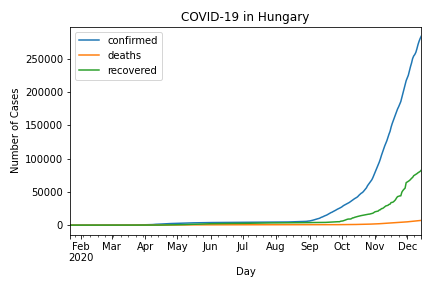 COVID-19 in Hungary
confirmed
deaths
recovered
Number of Cases
250000
200000
150000
100000
50000
0
Feb Mar Apr May Jun Jul Aug Sep Oct Nov Dec
2020
Day